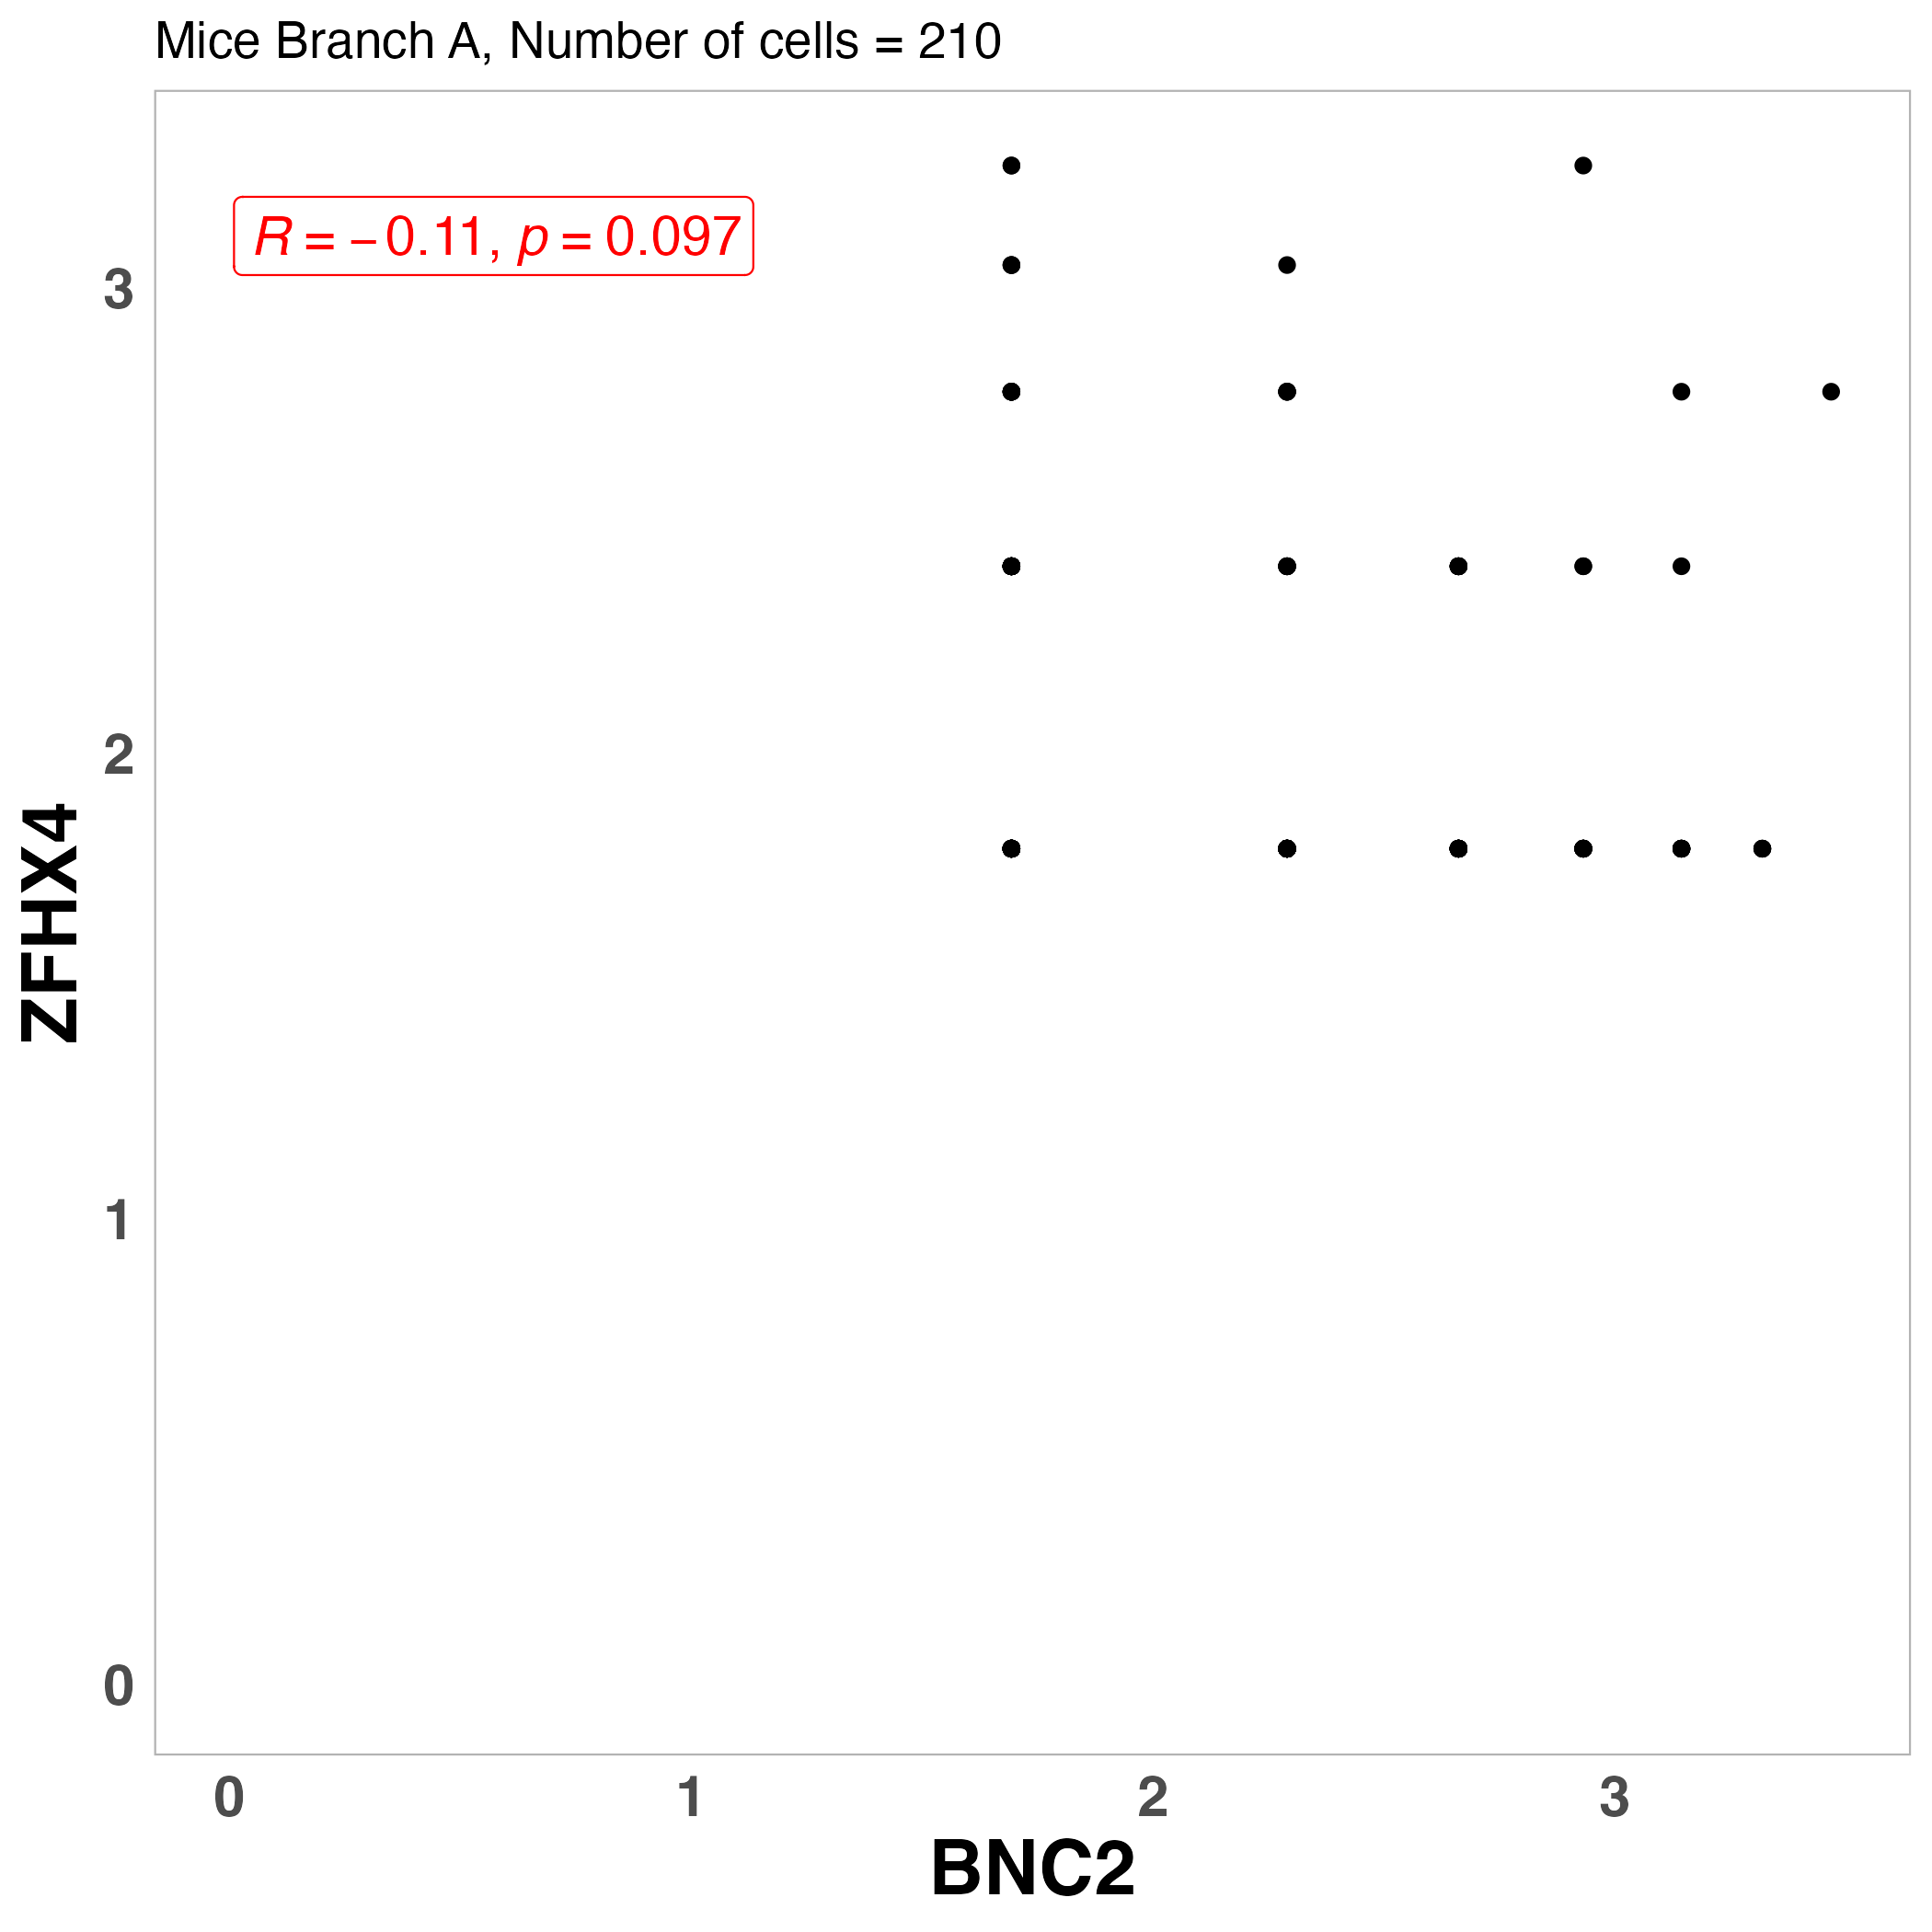 Mice Branch A, Number of cells = 210
R = −0.11, p = 0.097
3
2
1
0
ZFHX4
0 1 2 3
BNC2